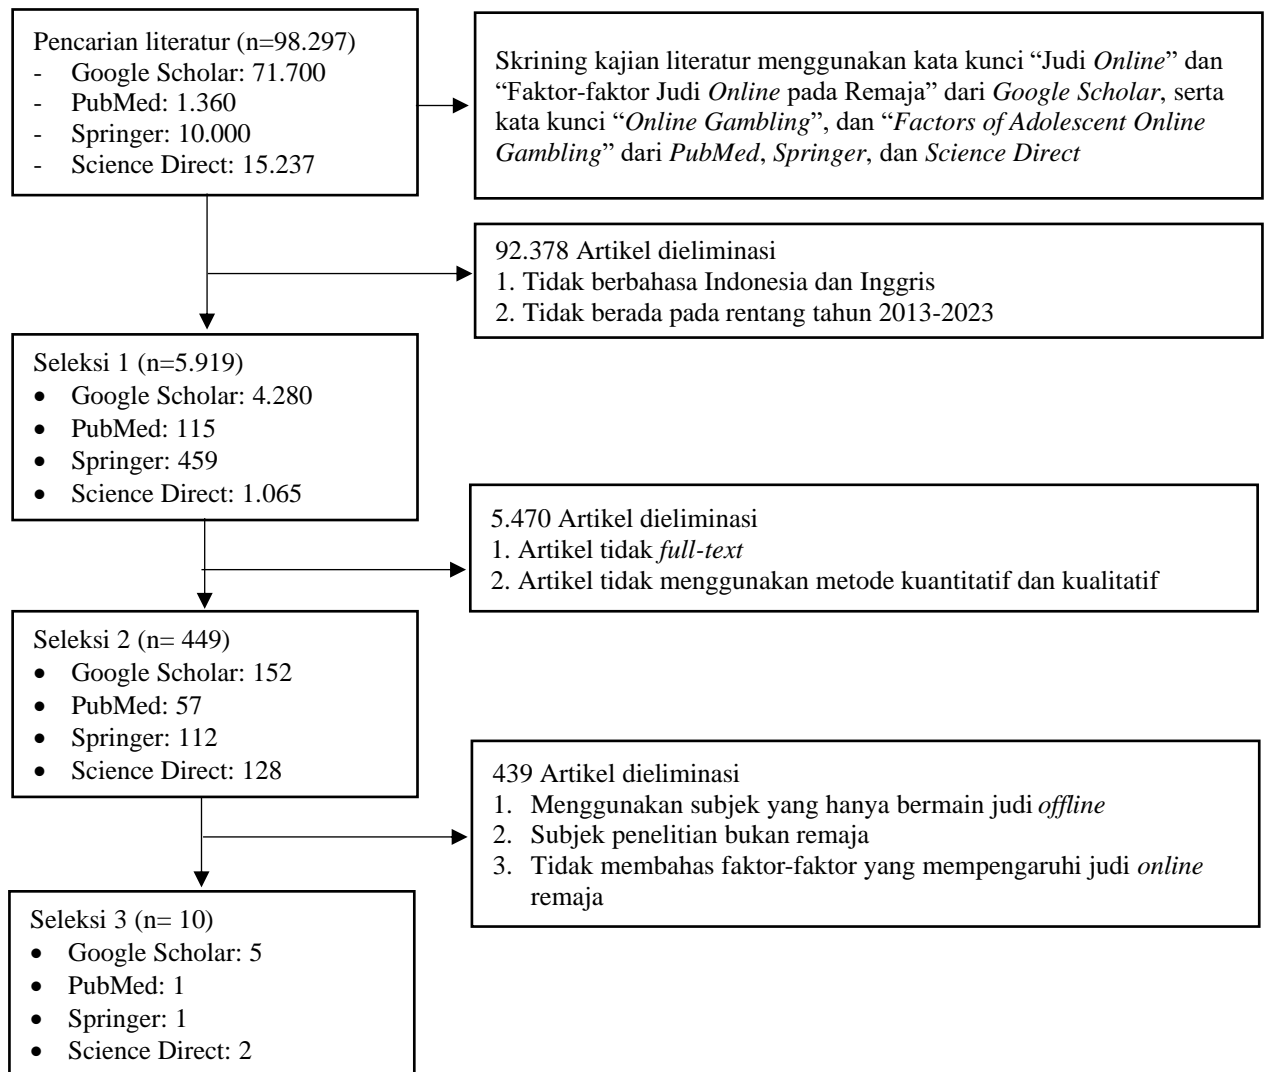 Pencarian literatur (n=98.297)
- Google Scholar: 71.700
- PubMed: 1.360
- Springer: 10.000
- Science Direct: 15.237
Skrining kajian literatur menggunakan kata kunci “Judi Online” dan
“Faktor-faktor Judi Online pada Remaja” dari Google Scholar, serta
kata kunci “Online Gambling”, dan “Factors of Adolescent Online
Gambling” dari PubMed, Springer, dan Science Direct
92.378 Artikel dieliminasi
1. Tidak berbahasa Indonesia dan Inggris
2. Tidak berada pada rentang tahun 2013-2023
Seleksi 1 (n=5.919)
• Google Scholar: 4.280
• PubMed: 115
• Springer: 459
• Science Direct: 1.065
5.470 Artikel dieliminasi
1. Artikel tidak full-text
2. Artikel tidak menggunakan metode kuantitatif dan kualitatif
Seleksi 2 (n= 449)
• Google Scholar: 152
• PubMed: 57
• Springer: 112
• Science Direct: 128
439 Artikel dieliminasi
1. Menggunakan subjek yang hanya bermain judi offline
2. Subjek penelitian bukan remaja
3. Tidak membahas faktor-faktor yang mempengaruhi judi online
remaja
Seleksi 3 (n= 10)
• Google Scholar: 5
• PubMed: 1
• Springer: 1
• Science Direct: 2